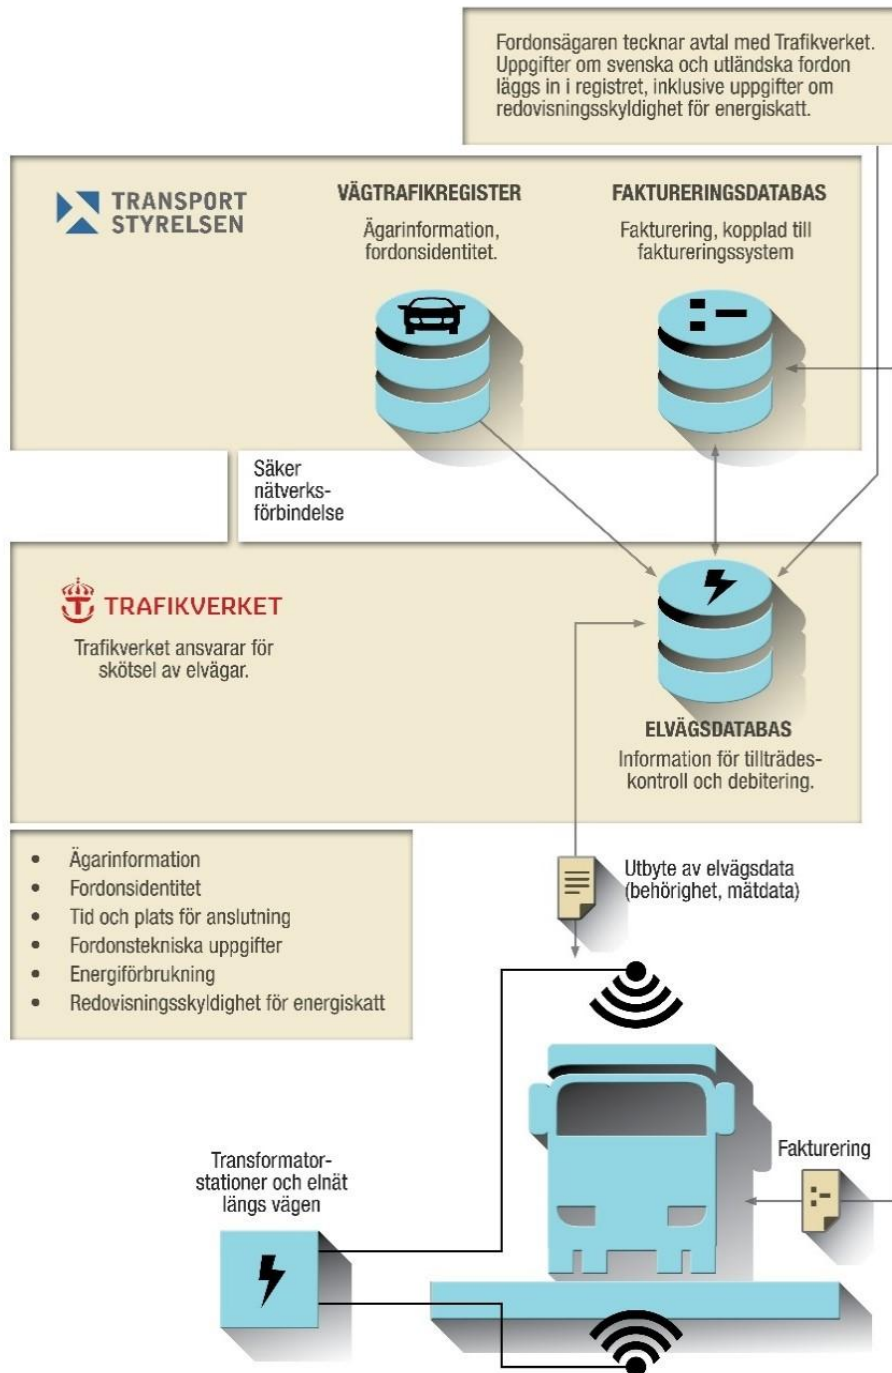 Fordonsägaren tecknar avtal med Trafikverket.
Uppgifter om svenska och utländska fordon
läggs in i registret, inklusive uppgifter om
redovisningsskyldighet för energiskatt.
TRANSPORT
STYRELSEN
VÄGTRAFIKREGISTER
Ägarinformation,
fordonsidentitet.
FAKTURERINGSDATABAS
Fakturering, kopplad till
faktureringssystem
Säker
nätverks-
förbindelse
TRAFIKVERKET
Trafikverket ansvarar för
skötsel av elvägar.
ELVÄGSDATABAS
Information för tillträdes-
kontroll och debitering.
• Ägarinformation
• Fordonsidentitet
• Tid och plats för anslutning
• Fordonstekniska uppgifter
• Energiförbrukning
• Redovisningsskyldighet för energiskatt
Utbyte av elvägsdata
(behörighet, mätdata)
Transformator-
stationer och elnät
längs vägen
Fakturering